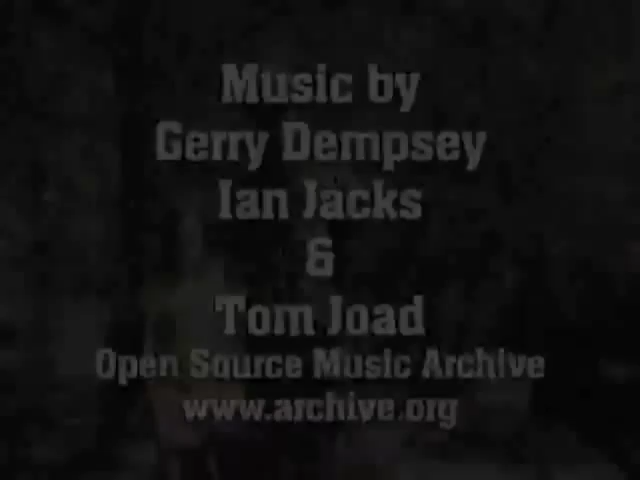 Music by
Gerry Dempsey
Ian Jacks
&
Tom Joad
Open Source Music Archive
www.archive.org